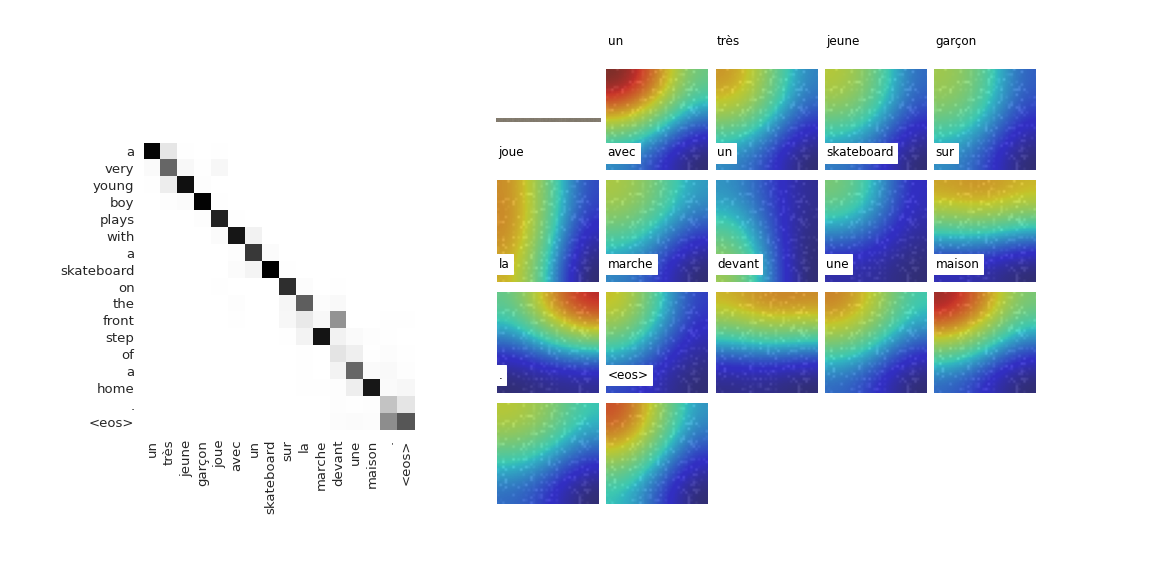 a
very
young
boy
plays
with
a
skateboard
on
the
front
step
of
a
home
.
<eos>
un
très
jeune
garçon
joue
avec
un
skateboard
sur
la
marche
devant
une
maison
.
<eos>
un très jeune garçon
joue avec un skateboard sur
la marche devant une maison
. <eos>